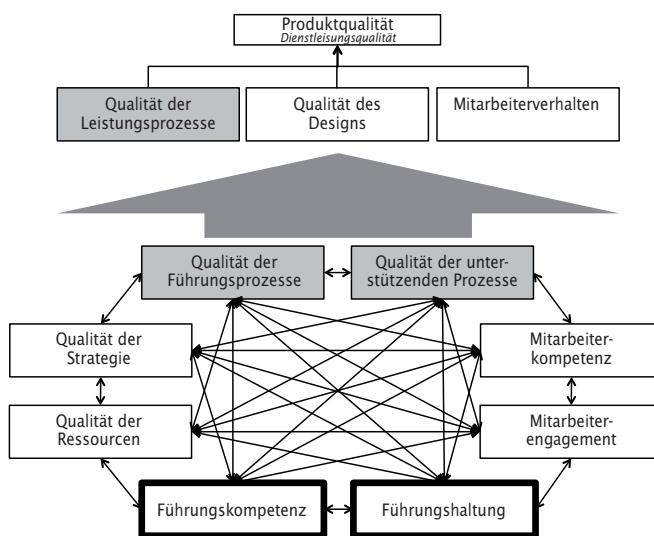 Produktqualität
Dienstleisungsqualität
Qualität der
Leistungsprozesse
Qualität des
Designs
Mitarbeiterverhalten
Qualität der
Führungsprozesse
Qualität der unter-
stützenden Prozesse
Qualität der
Strategie
Mitarbeiter-
kompetenz
Qualität der
Ressourcen
Mitarbeiter-
engagement
Führungskompetenz
Führungshaltung